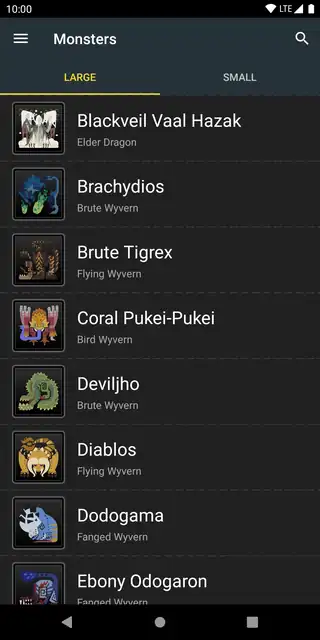 10:00
LTE
Monsters
LARGE
SMALL
Blackveil Vaal Hazak
Elder Dragon
Brachydios
Brute Wyvern
Brute Tigrex
Flying Wyvern
Coral Pukei-Pukei
Bird Wyvern
Deviljho
Brute Wyvern
Diablos
Flying Wyvern
Dodogama
Fanged Wyvern
Ebony Odogaron
Fanged Wyvern